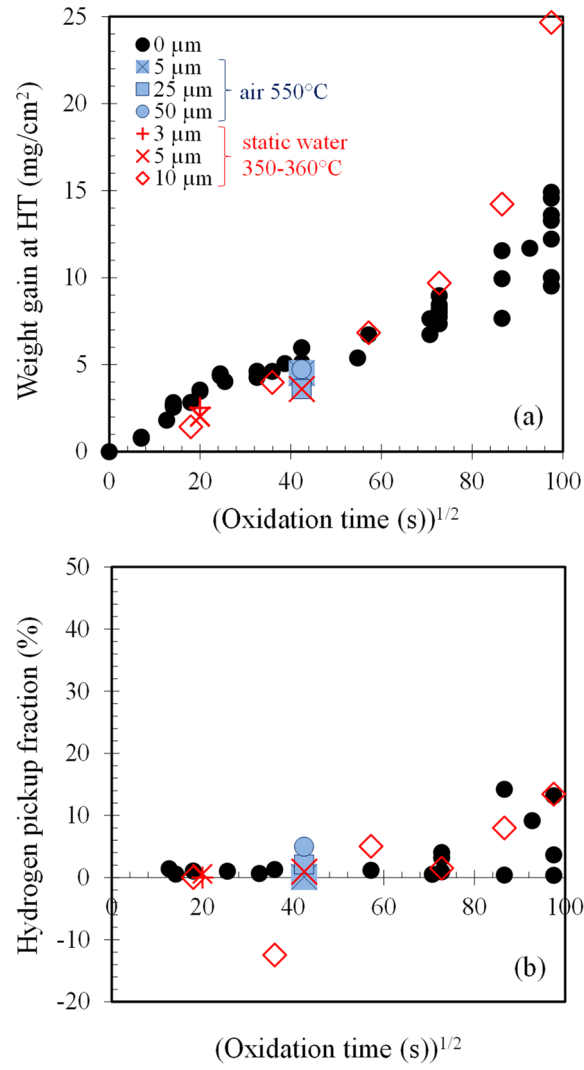 25
20
15
10
5
0
Weight gain at HT (mg/cm²)
0 µm
5 µm
25 µm
50 µm
air 550°C
3 µm
5 µm
10 µm
static water
350-360°C
(a)
0 20 40 60 80 100
(Oxidation time (s))¹/²
50
40
30
20
10
0
-10
-20
Hydrogen pickup fraction (%)
0 20 40 60 80 100
(b)
(Oxidation time (s))¹/²